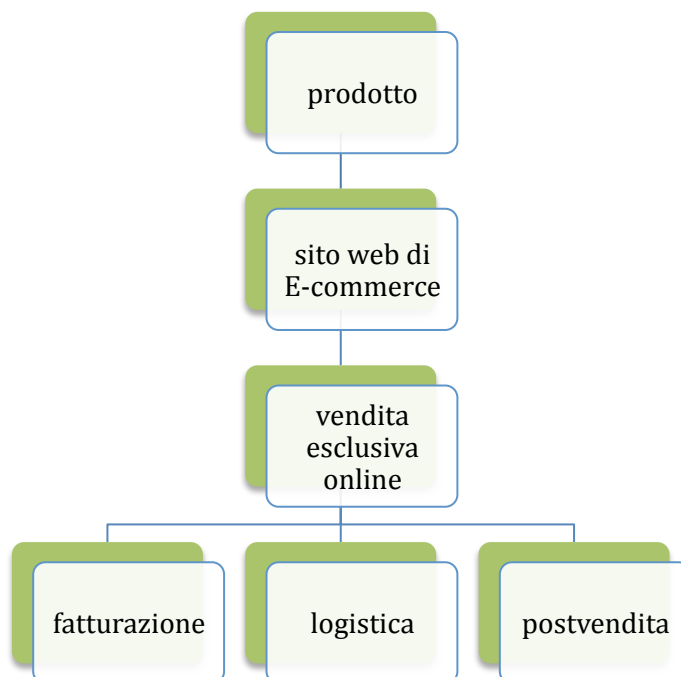 prodotto
sito web di
E-commerce
vendita
esclusiva
online
fatturazione
logistica
postvendita